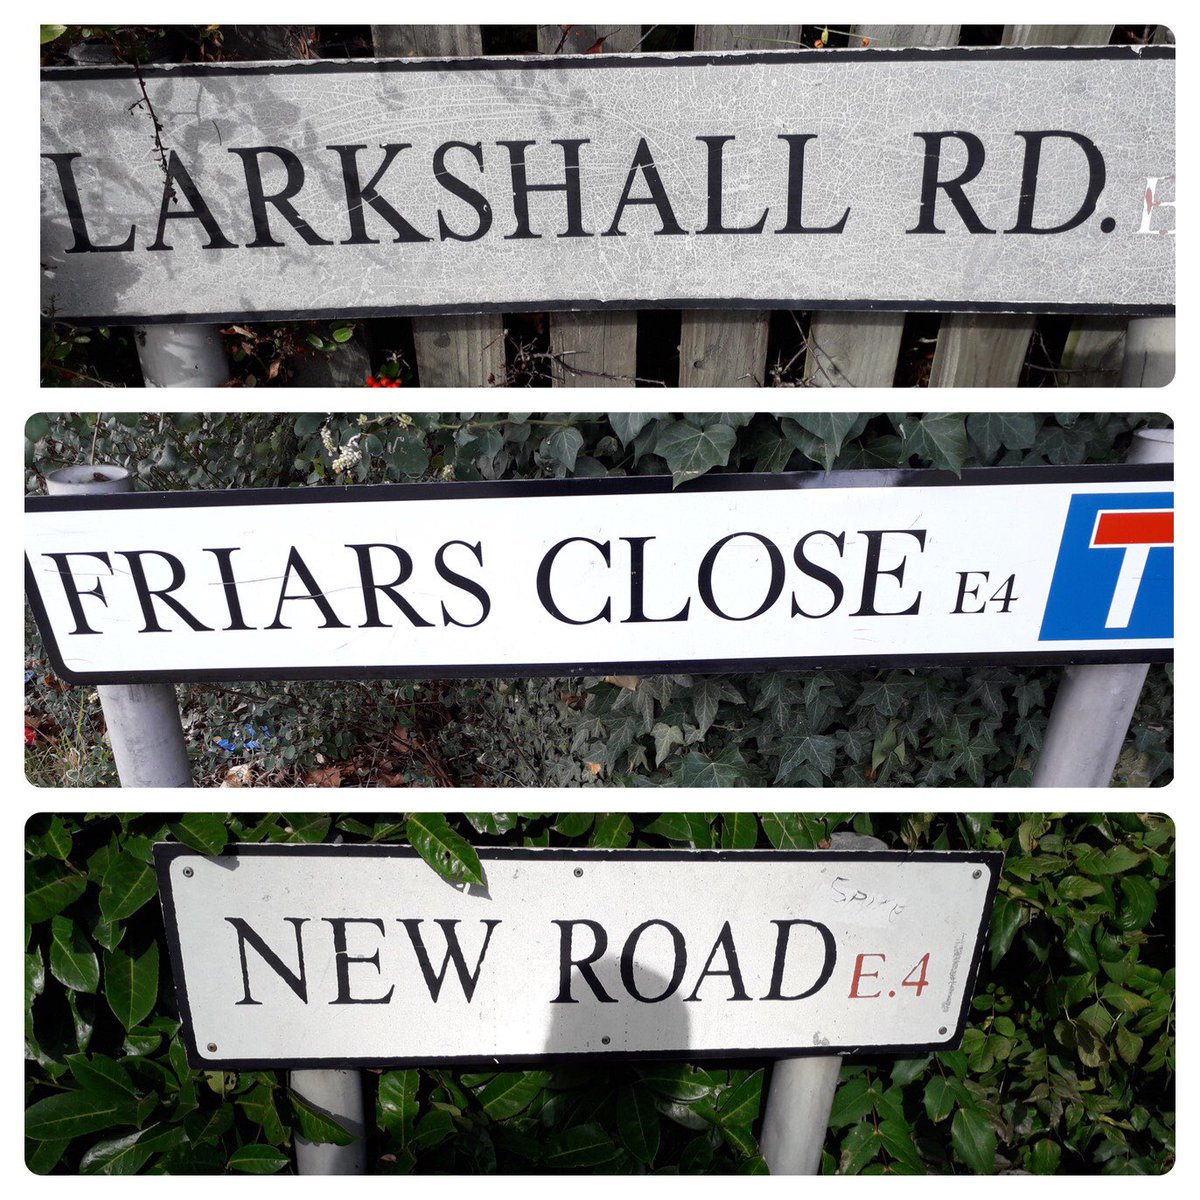 LARKSHALL RD.
FRIARS CLOSE E4
NEW ROAD E.4